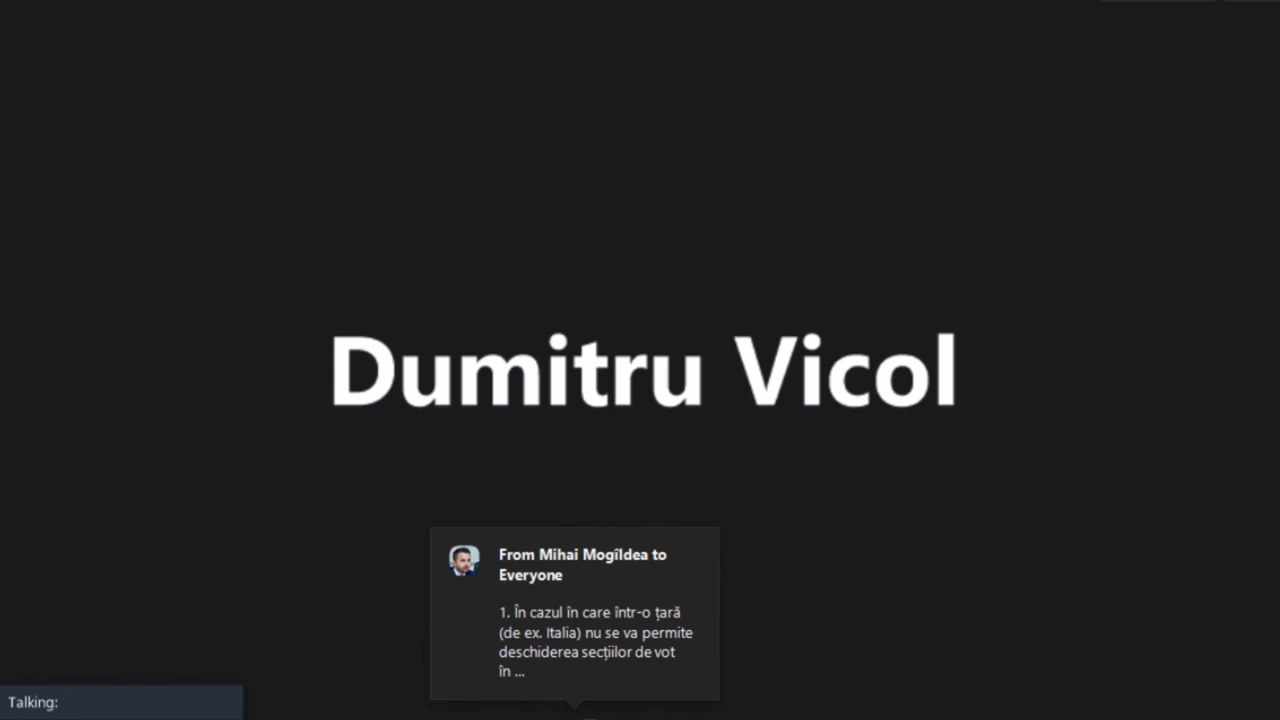 Dumitru Vicol
From Mihai Mogîldea to
Everyone
1. În cazul în care într-o țară
(de ex. Italia) nu se va permite
deschiderea secțiilor de vot
în ...
Talking: